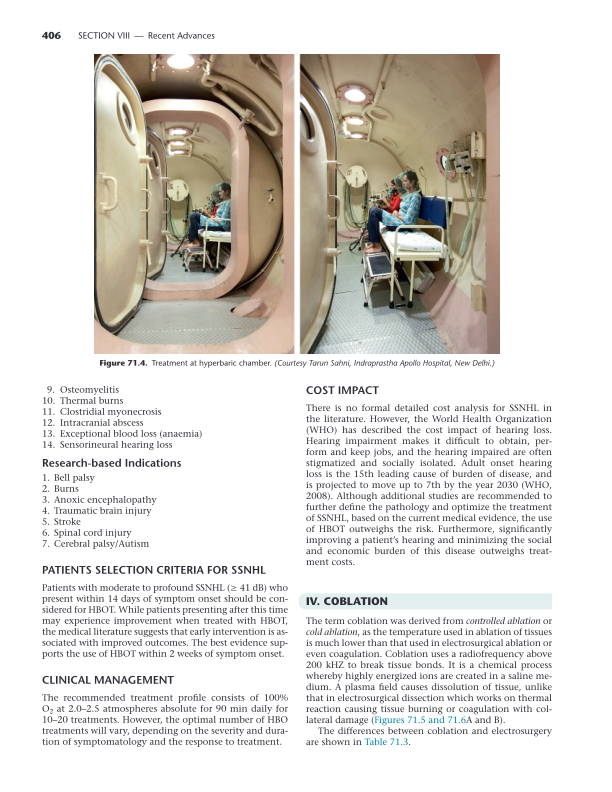 406 SECTION VIII — Recent Advances
Figure 71.4. Treatment at hyperbaric chamber. (Courtesy Tarun Sahni, Indraprastha Apollo Hospital, New Delhi.)
9. Osteomyelitis
10. Thermal burns
11. Clostridial myonecrosis
12. Intracranial abscess
13. Exceptional blood loss (anaemia)
14. Sensorineural hearing loss
Research-based Indications
1. Bell palsy
2. Burns
3. Anoxic encephalopathy
4. Traumatic brain injury
5. Stroke
6. Spinal cord injury
7. Cerebral palsy/Autism
PATIENTS SELECTION CRITERIA FOR SSNHL
Patients with moderate to profound SSNHL (≥ 41 dB) who
present within 14 days of symptom onset should be con-
sidered for HBOT. While patients presenting after this time
may experience improvement when treated with HBOT,
the medical literature suggests that early intervention is as-
sociated with improved outcomes. The best evidence sup-
ports the use of HBOT within 2 weeks of symptom onset.
CLINICAL MANAGEMENT
The recommended treatment profile consists of 100%
O2 at 2.0–2.5 atmospheres absolute for 90 min daily for
10–20 treatments. However, the optimal number of HBO
treatments will vary, depending on the severity and dura-
tion of symptomatology and the response to treatment.
COST IMPACT
There is no formal detailed cost analysis for SSNHL in
the literature. However, the World Health Organization
(WHO) has described the cost impact of hearing loss.
Hearing impairment makes it difficult to obtain, per-
form and keep jobs, and the hearing impaired are often
stigmatized and socially isolated. Adult onset hearing
loss is the 15th leading cause of burden of disease, and
is projected to move up to 7th by the year 2030 (WHO,
2008). Although additional studies are recommended to
further define the pathology and optimize the treatment
of SSNHL, based on the current medical evidence, the use
of HBOT outweighs the risk. Furthermore, significantly
improving a patient's hearing and minimizing the social
and economic burden of this disease outweighs treat-
ment costs.
IV. COBLATION
The term coblation was derived from controlled ablation or
cold ablation, as the temperature used in ablation of tissues
is much lower than that used in electrosurgical ablation or
even coagulation. Coblation uses a radiofrequency above
200 kHZ to break tissue bonds. It is a chemical process
whereby highly energized ions are created in a saline me-
dium. A plasma field causes dissolution of tissue, unlike
that in electrosurgical dissection which works on thermal
reaction causing tissue burning or coagulation with col-
lateral damage (Figures 71.5 and 71.6A and B).
The differences between coblation and electrosurgery
are shown in Table 71.3.